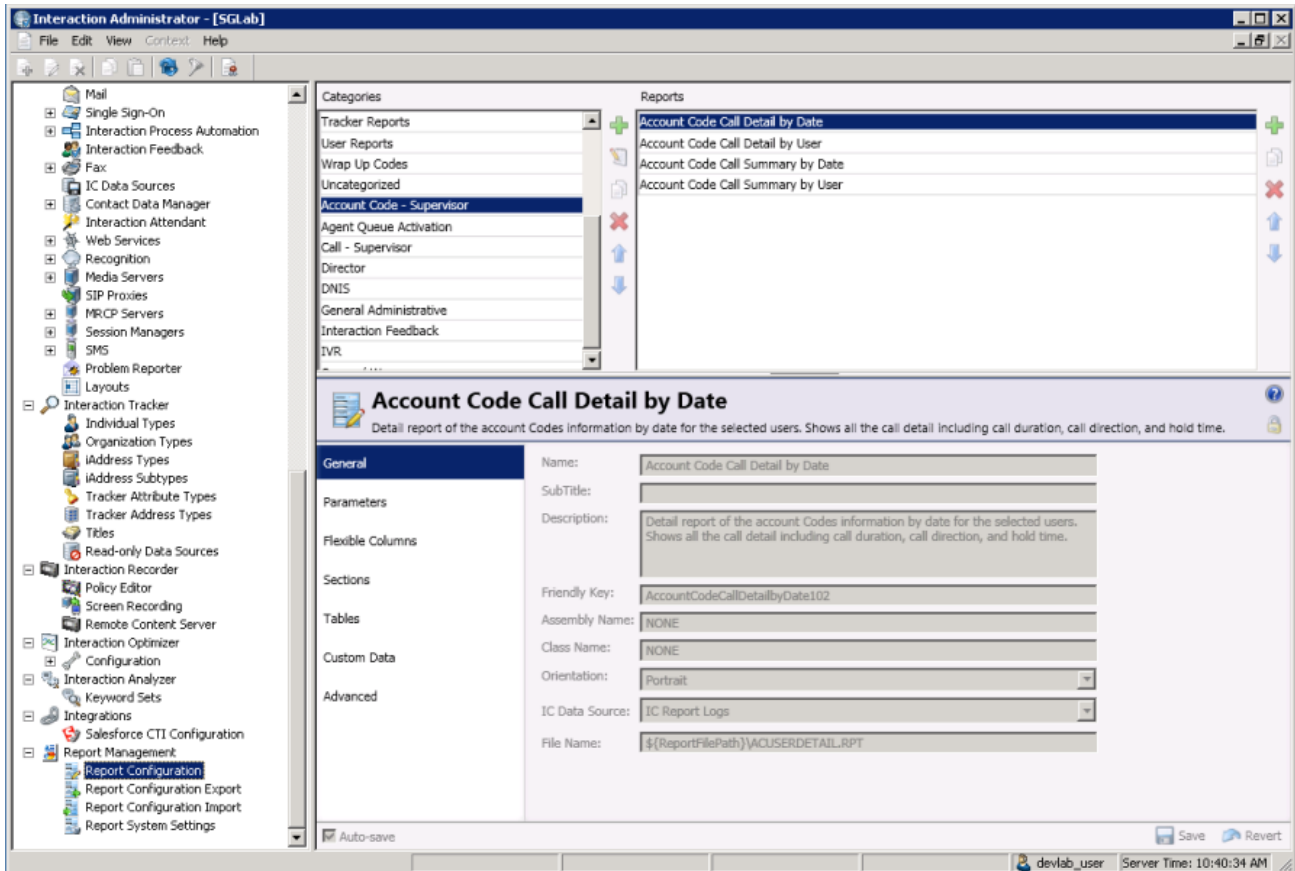 Interaction Administrator - [SGLab]
File Edit View Context Help
Mail
Single Sign-On
Interaction Process Automation
Interaction Feedback
Fax
IC Data Sources
Contact Data Manager
Interaction Attendant
Web Services
Recognition
Media Servers
SIP Proxies
MRCP Servers
Session Managers
SMS
Problem Reporter
Layouts
Interaction Tracker
Individual Types
Organization Types
iAddress Types
iAddress Subtypes
Tracker Attribute Types
Tracker Address Types
Titles
Read-only Data Sources
Interaction Recorder
Policy Editor
Screen Recording
Remote Content Server
Interaction Optimizer
Configuration
Interaction Analyzer
Keyword Sets
Integrations
Salesforce CTI Configuration
Report Management
Report Configuration
Report Configuration Export
Report Configuration Import
Report System Settings
Categories
Tracker Reports
User Reports
Wrap Up Codes
Uncategorized
Account Code - Supervisor
Agent Queue Activation
Call - Supervisor
Director
DNIS
General Administrative
Interaction Feedback
IVR
Reports
Account Code Call Detail by Date
Account Code Call Detail by User
Account Code Call Summary by Date
Account Code Call Summary by User
Account Code Call Detail by Date
Detail report of the account Codes information by date for the selected users. Shows all the call detail including call duration, call direction, and hold time.
General
Parameters
Flexible Columns
Sections
Tables
Custom Data
Advanced
Name: Account Code Call Detail by Date
SubTitle:
Description: Detail report of the account Codes information by date for the selected users.
Shows all the call detail including call duration, call direction, and hold time.
Friendly Key: AccountCodeCallDetailbyDate102
Assembly Name: NONE
Class Name: NONE
Orientation: Portrait
IC Data Source: IC Report Logs
File Name: ${ReportFilePath}\ACUSERDETAIL.RPT
Auto-save
Save Revert
devlab_user Server Time: 10:40:34 AM